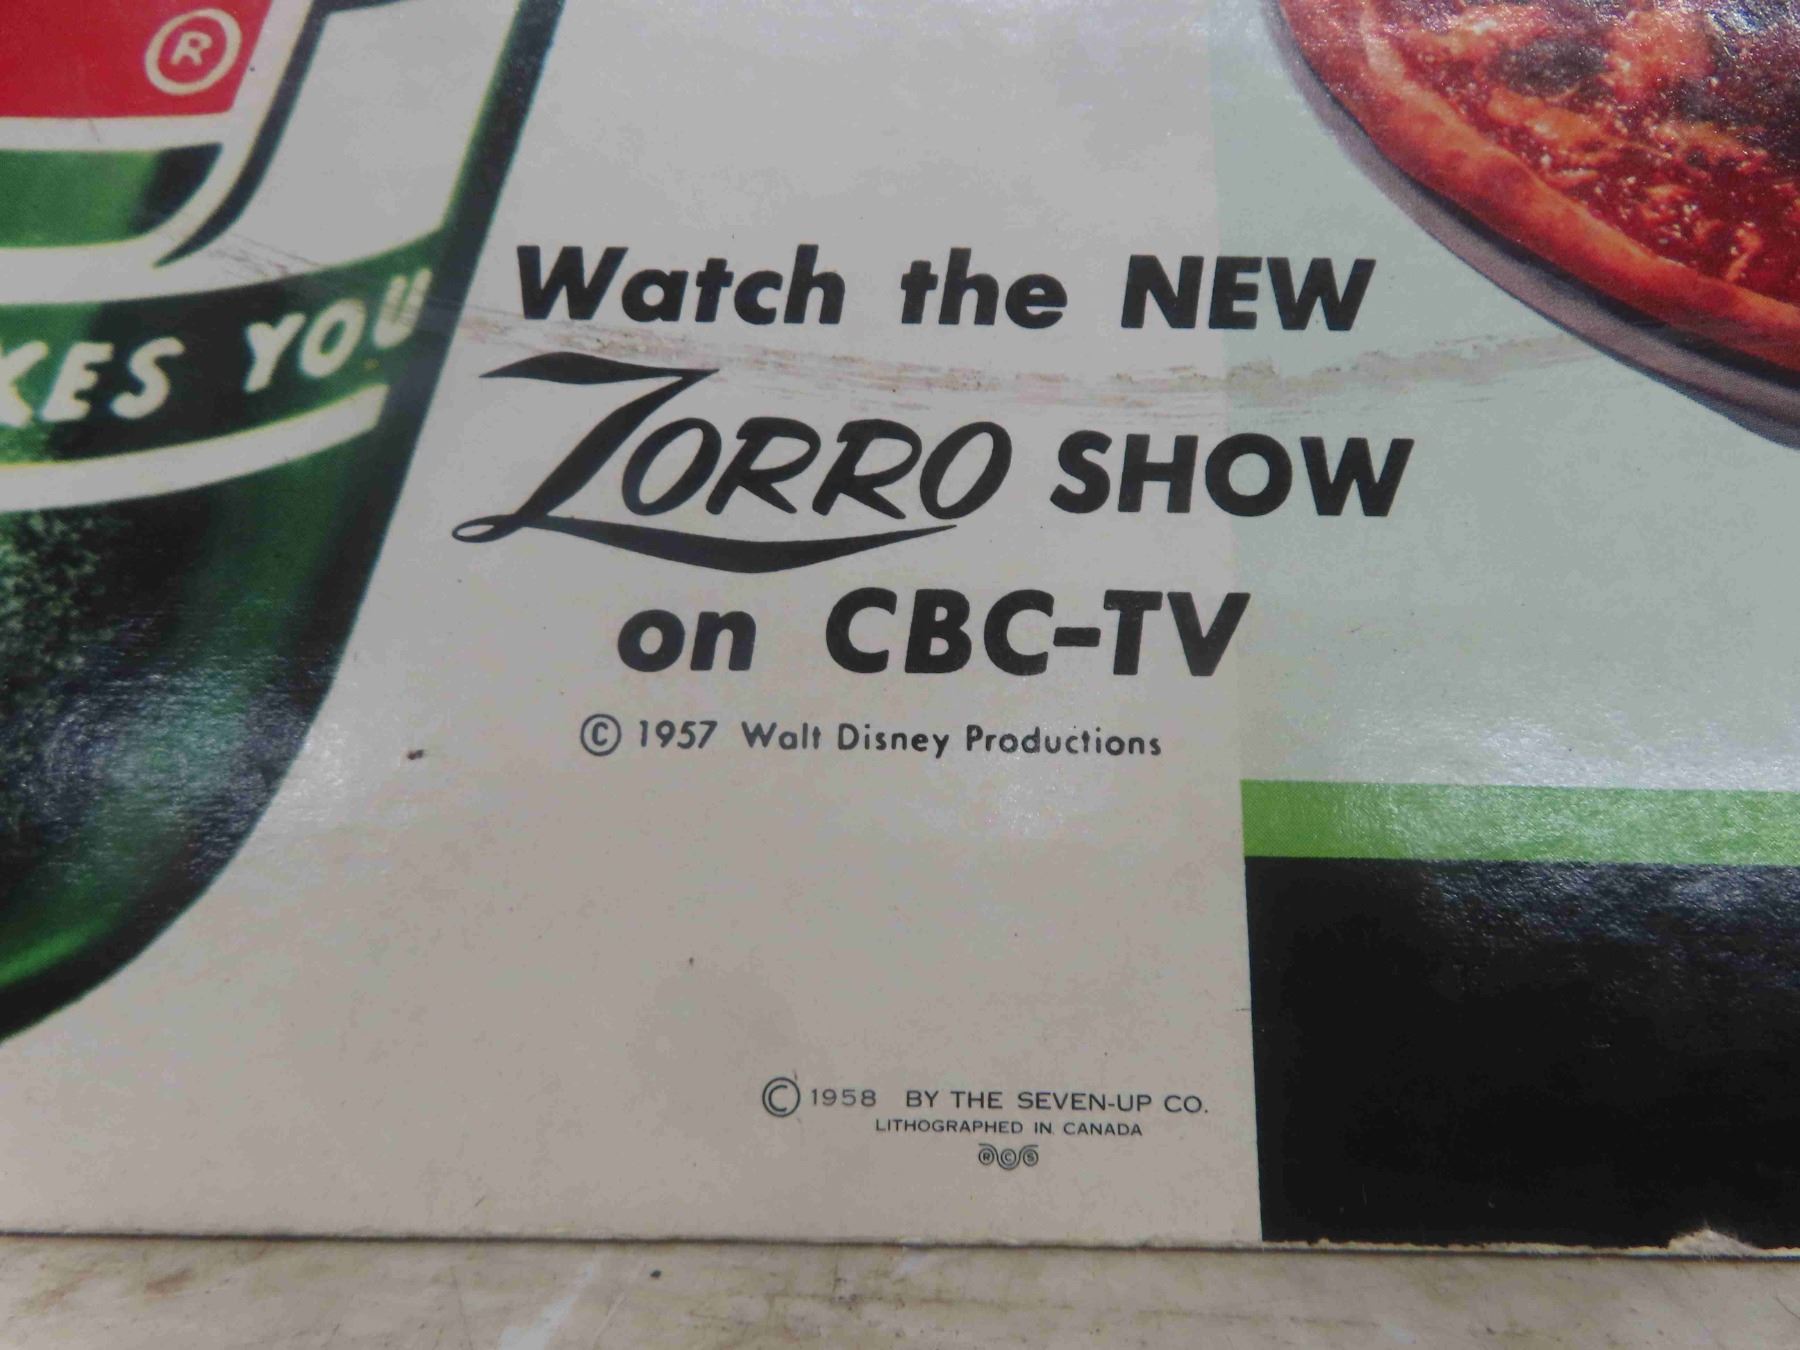 ®
KES YOU
Watch the NEW
ZORRO SHOW
on CBC-TV
© 1957 Walt Disney Productions
© 1958 BY THE SEVEN-UP CO.
LITHOGRAPHED IN CANADA
RCS